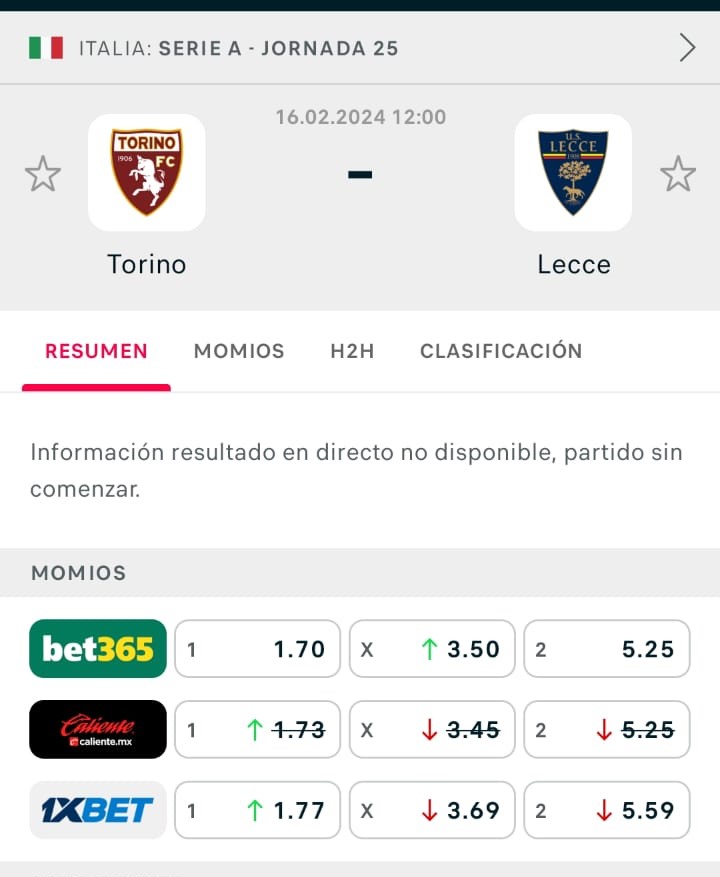 ITALIA: SERIE A - JORNADA 25
16.02.2024 12:00
TORINO
1906 FC
U.S.
LECCE
1908
-
Torino
Lecce
RESUMEN MOMIOS H2H CLASIFICACIÓN
Información resultado en directo no disponible, partido sin
comenzar.
MOMIOS
bet365 1 1.70 X ↑ 3.50 2 5.25
Caliente
caliente.mx 1 ↑ 1.73 X ↓ 3.45 2 ↓ 5.25
1XBET 1 ↑ 1.77 X ↓ 3.69 2 ↓ 5.59